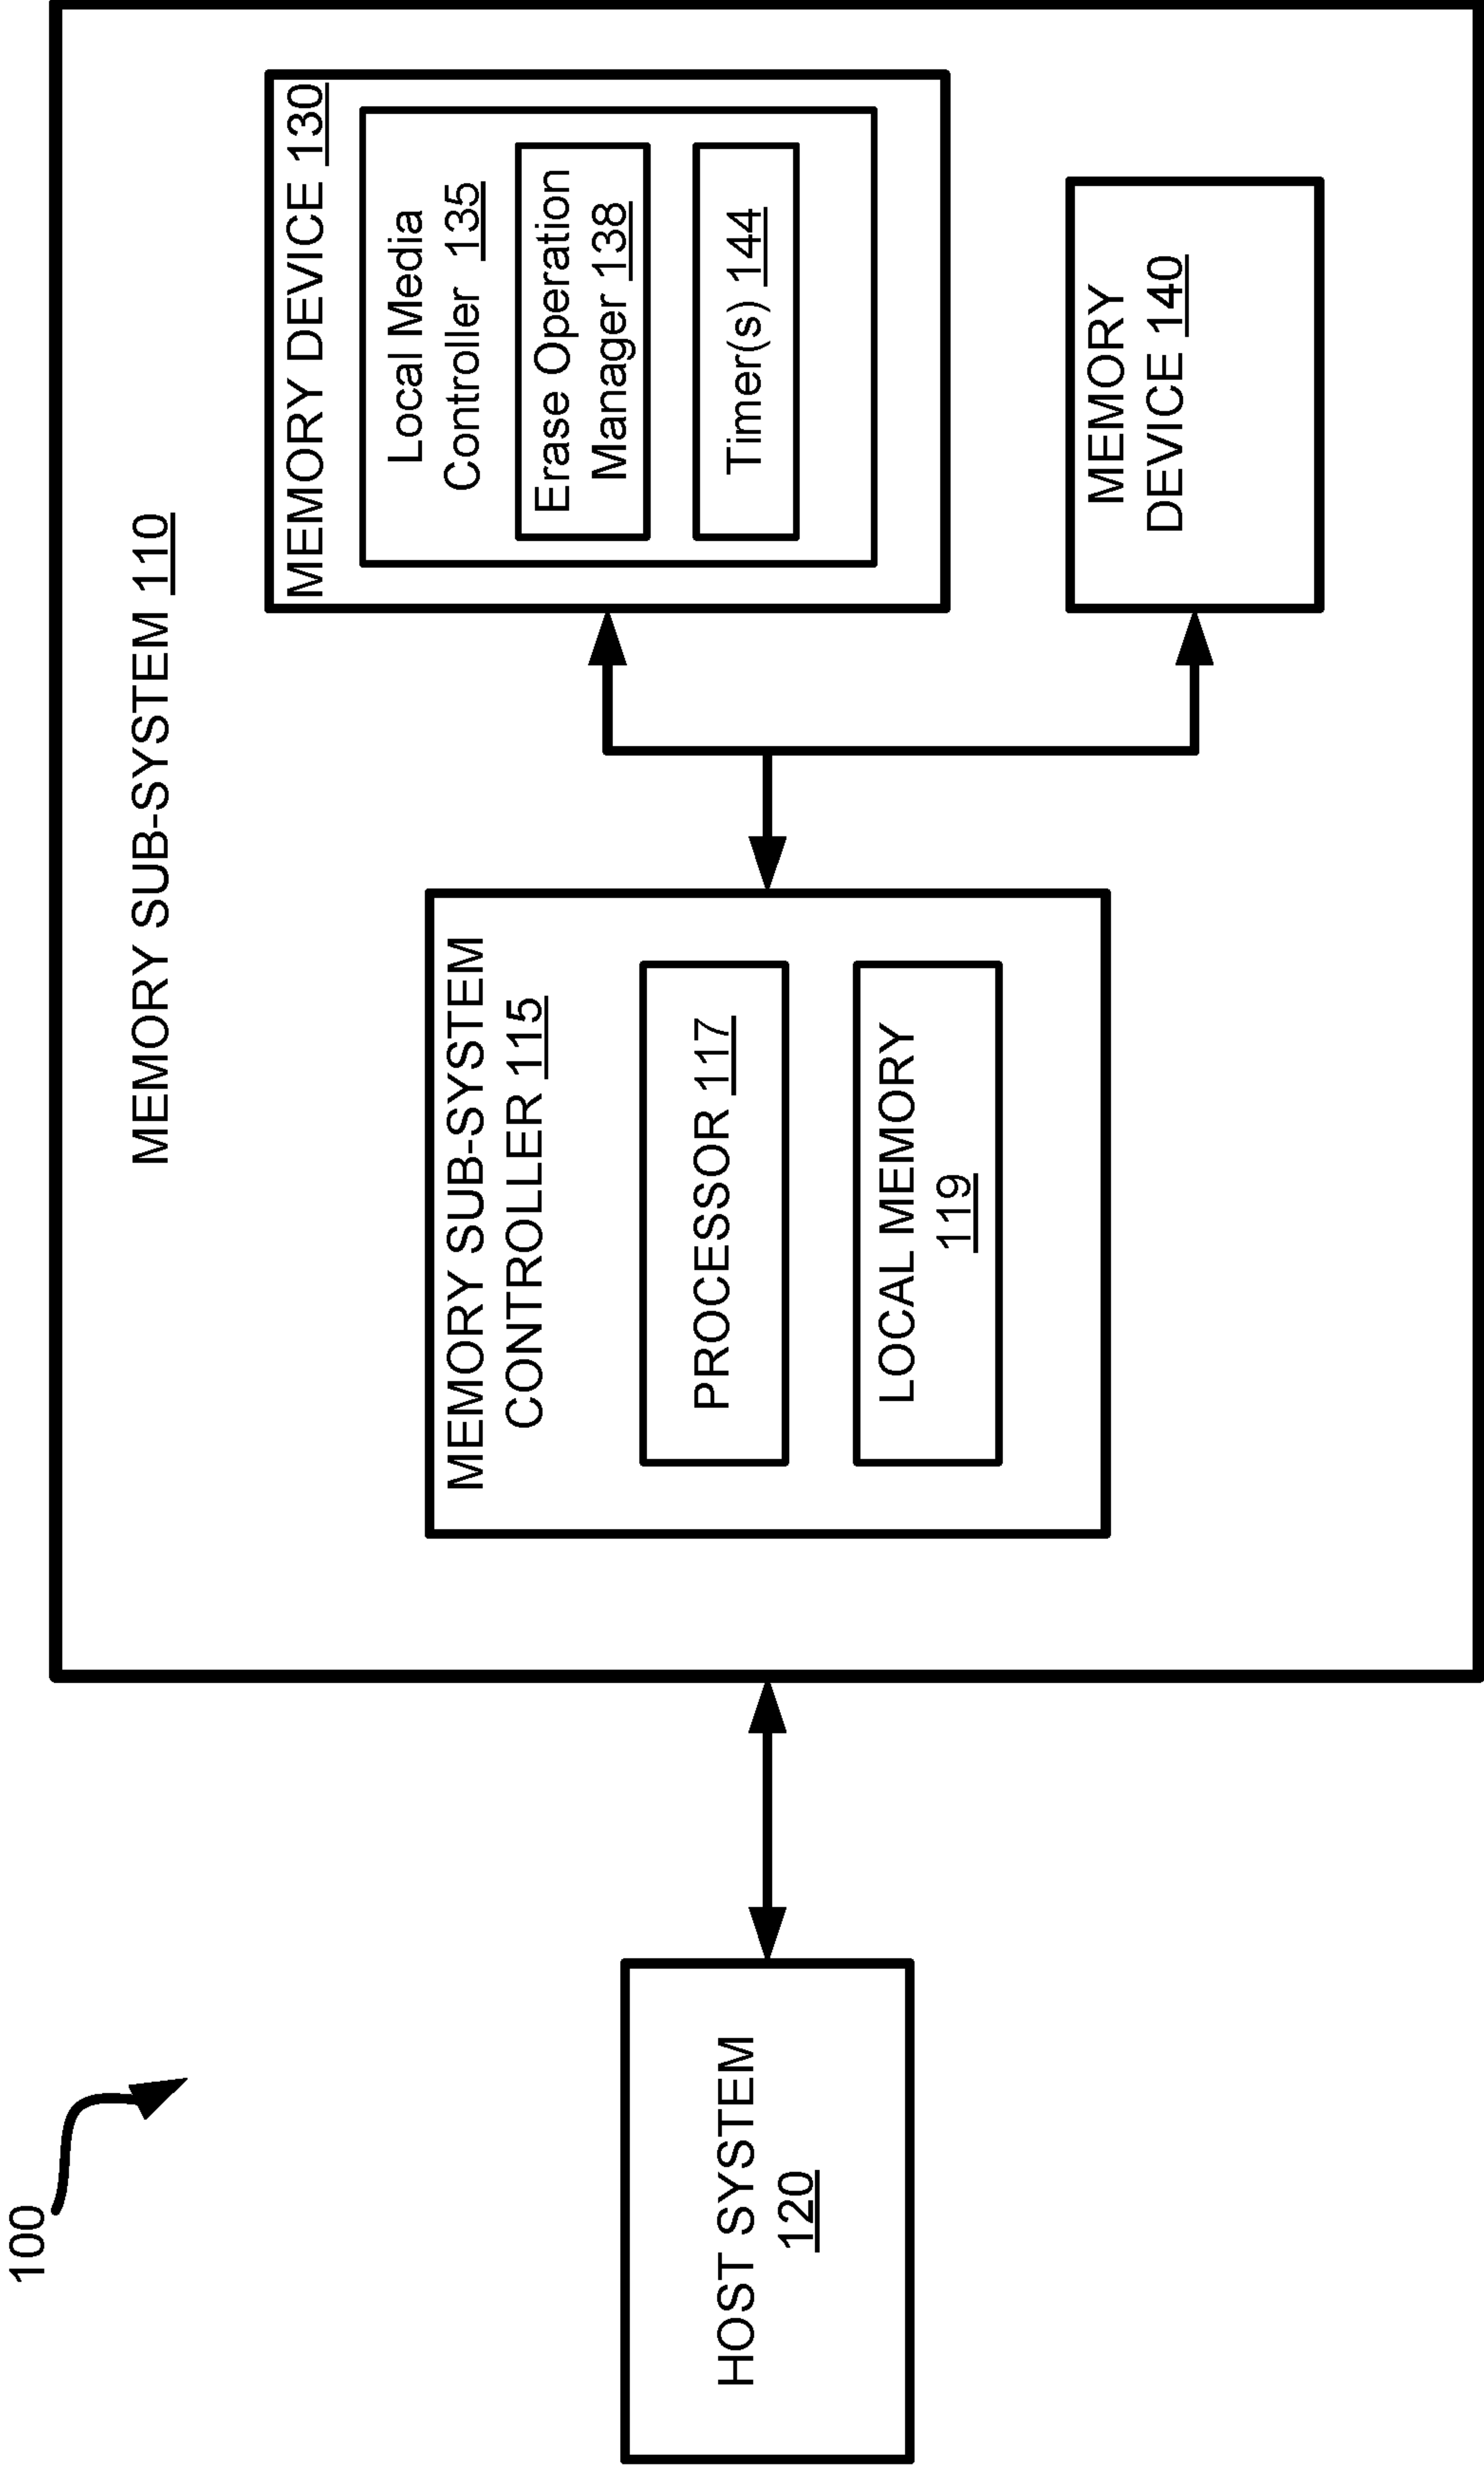 100
MEMORY SUB-SYSTEM 110
HOST SYSTEM
120
MEMORY SUB-SYSTEM
CONTROLLER 115
PROCESSOR 117
LOCAL MEMORY
119
MEMORY DEVICE 130
Local Media
Controller 135
Erase Operation
Manager 138
Timer(s) 144
MEMORY
DEVICE 140